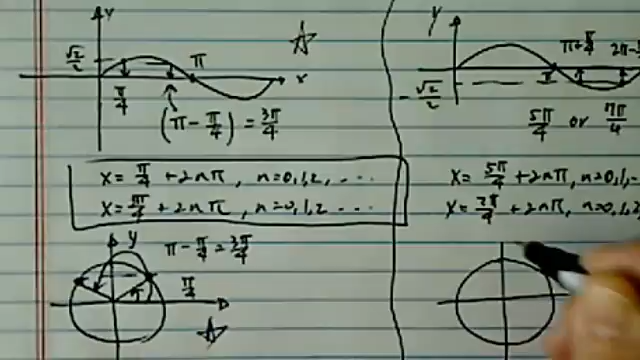 y
√2/2
π
x
π/4
(π - π/4) = 3π/4
x = π/4 + 2nπ, n=0,1,2, ....
x = 3π/4 + 2nπ, n=0,1,2 ....
y
π - π/4 = 3π/4
π/4
y
π+π/4 2π-
-√2/2
π
5π/4 or 7π/4
x = 5π/4 + 2nπ, n=0,1,
x = 7π/4 + 2nπ, n=0,1,2